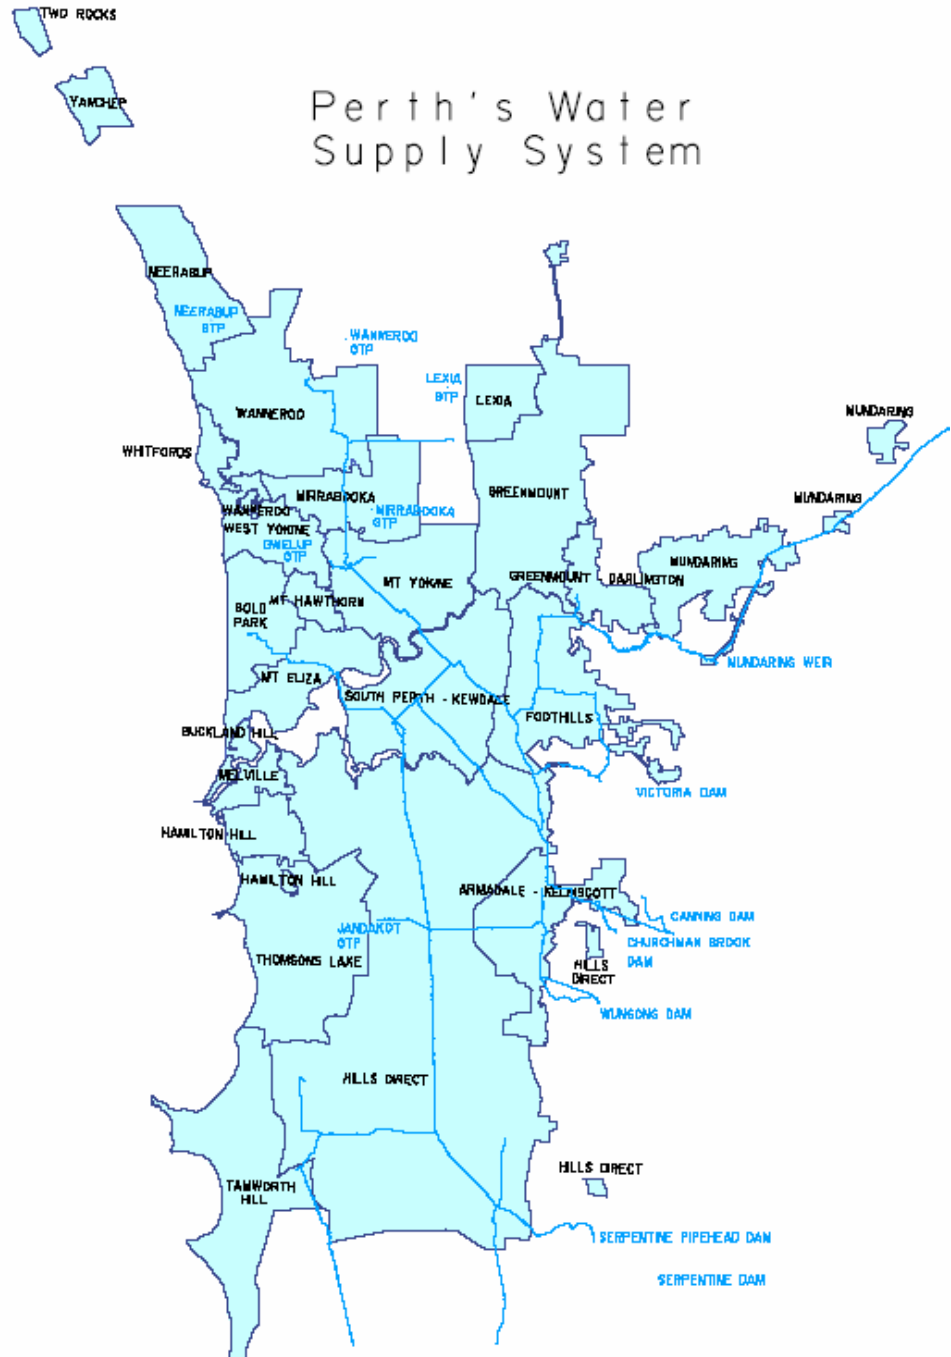 TWO ROCKS
YANCHEP
Perth's Water
Supply System
NEERABUP
NEERABUP
GTP
WANNEROO
GTP
LEXIA
GTP
LEXIA
WANNEROO
MUNDARING
WHITFORDS
MIRRABOOKA
GREENMOUNT
MUNDARING
WANNEROO
MIRRABOOKA
GTP
WEST YOKINE
GWELUP
GTP
MUNDARING
MT YOKINE
GREENMOUNT
DARLINGTON
MT HAWTHORN
BOLD
PARK
MUNDARING WEIR
MT ELIZA
SOUTH PERTH - KEWDALE
FOOTHILLS
BUCKLAND HILL
MELVILLE
VICTORIA DAM
HAMILTON HILL
HAMILTON HILL
ARMADALE - KELMSCOTT
CANNING DAM
JANDAKOT
GTP
CHURCHMAN BROOK
DAM
THOMSONS LAKE
HILLS
DIRECT
WUNGONG DAM
HILLS DIRECT
HILLS DIRECT
TAMWORTH
HILL
SERPENTINE PIPEHEAD DAM
SERPENTINE DAM